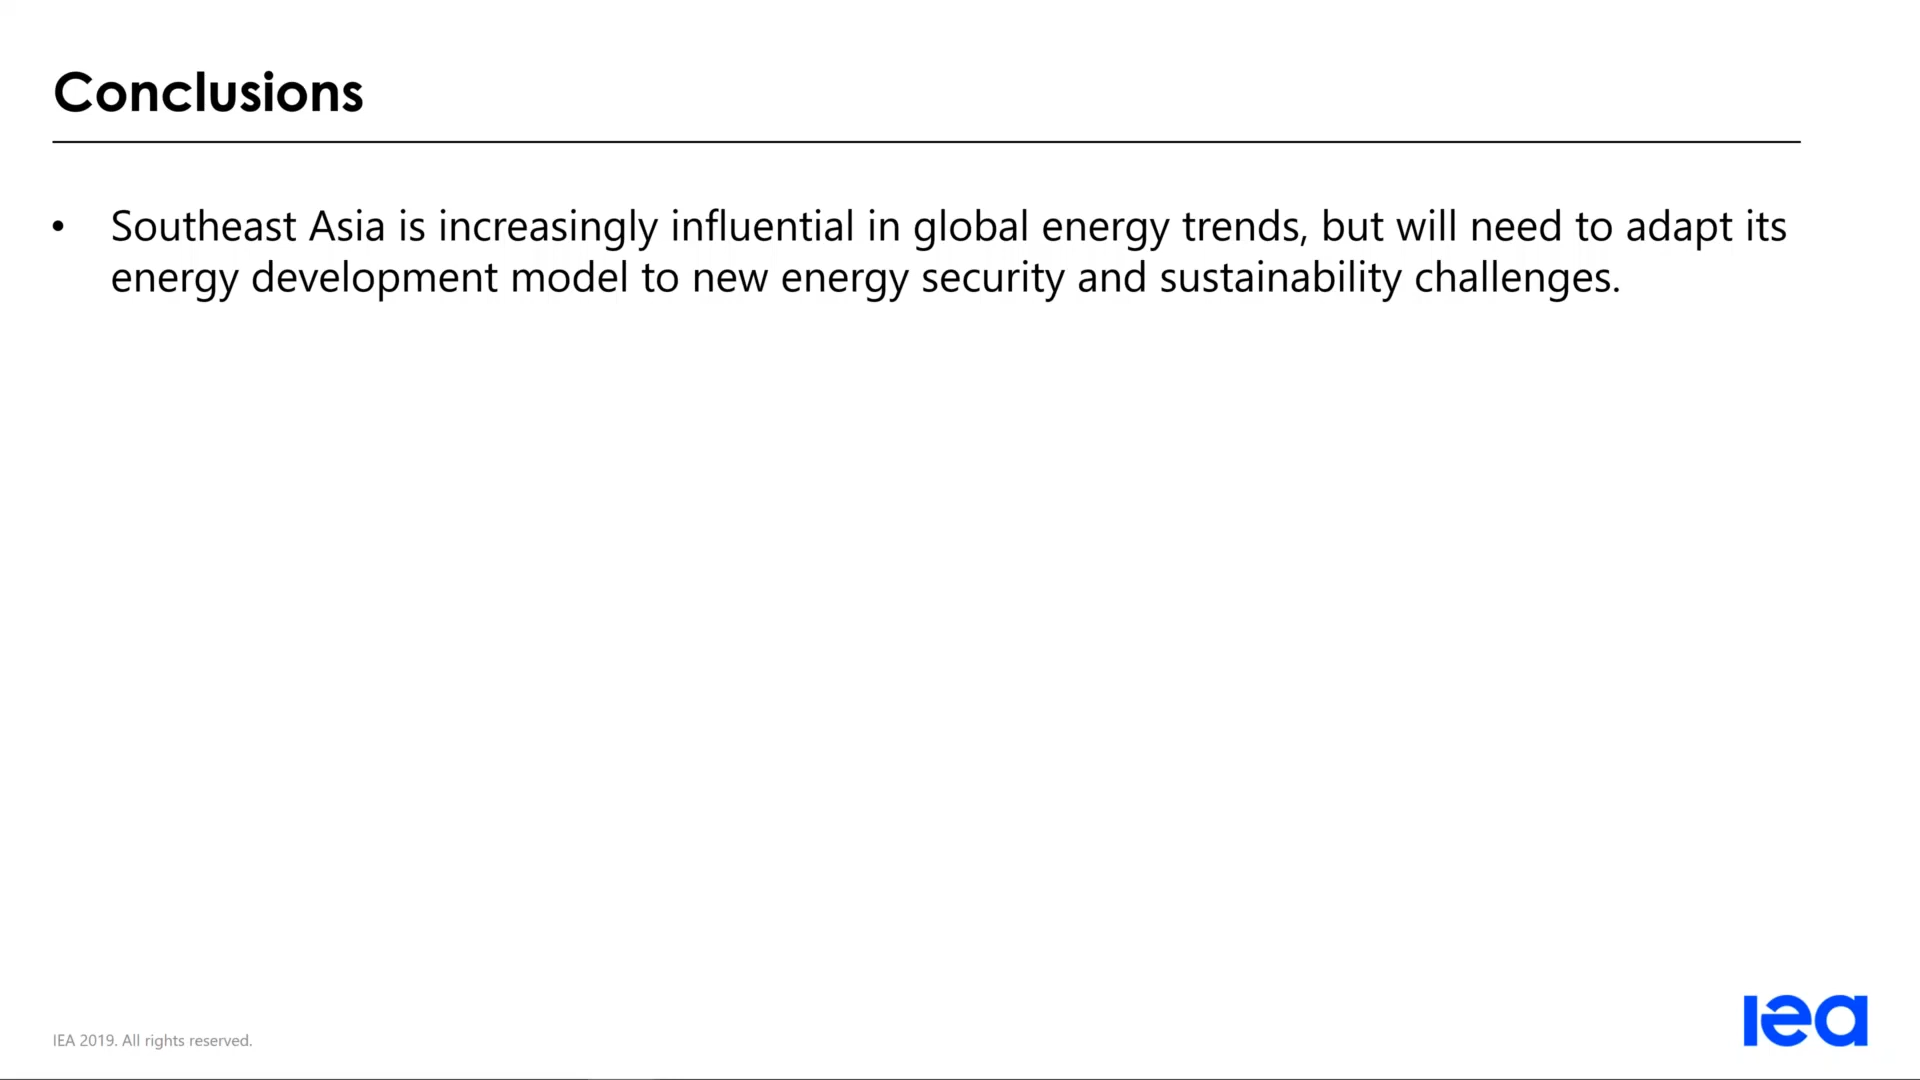 Conclusions
• Southeast Asia is increasingly influential in global energy trends, but will need to adapt its
energy development model to new energy security and sustainability challenges.
IEA 2019. All rights reserved.
iea